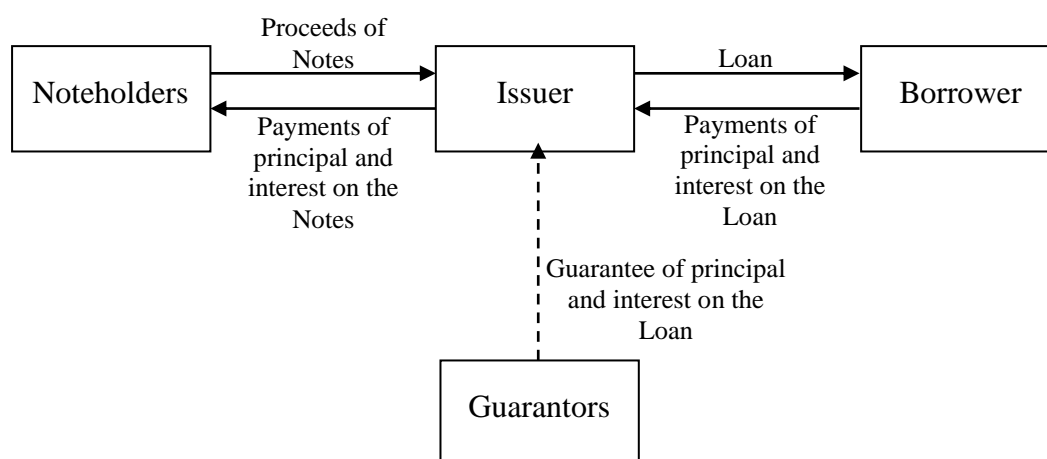 Proceeds of
Notes
Loan
Noteholders
Issuer
Borrower
Payments of
principal and
interest on the
Notes
Payments of
principal and
interest on the
Loan
Guarantee of principal
and interest on the
Loan
Guarantors